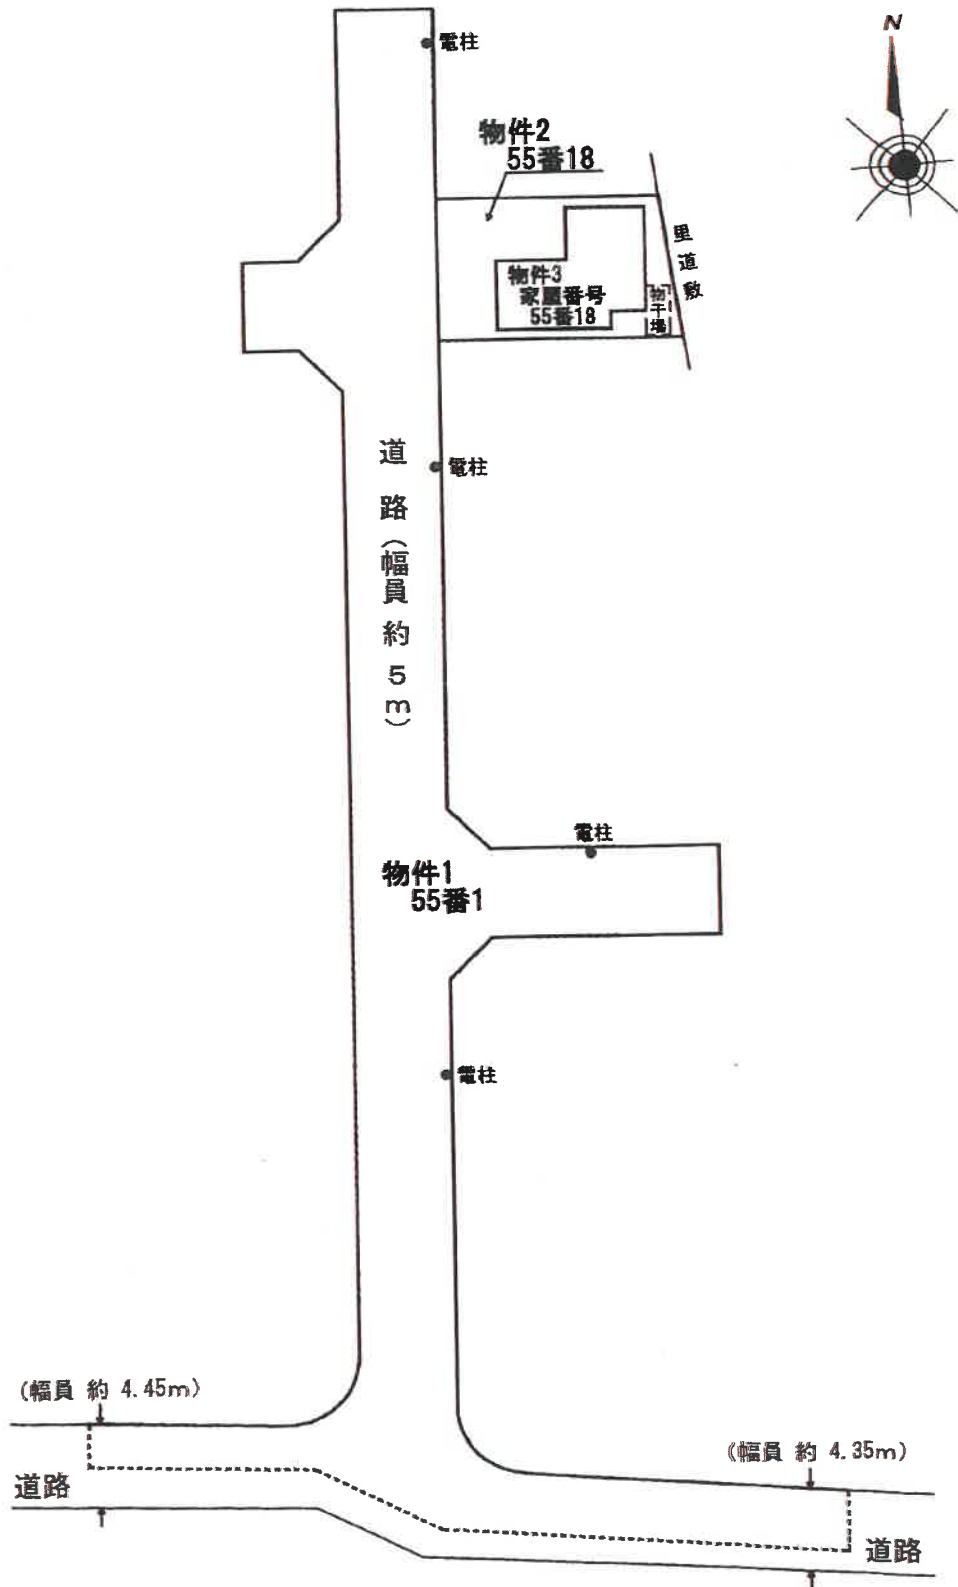 電柱
N
物件2
55番18
里道敷
物件3
家屋番号
55番18
物干場
電柱
道路(幅員約5m)
電柱
物件1
55番1
電柱
(幅員 約 4.45m)
(幅員 約 4.35m)
道路
道路